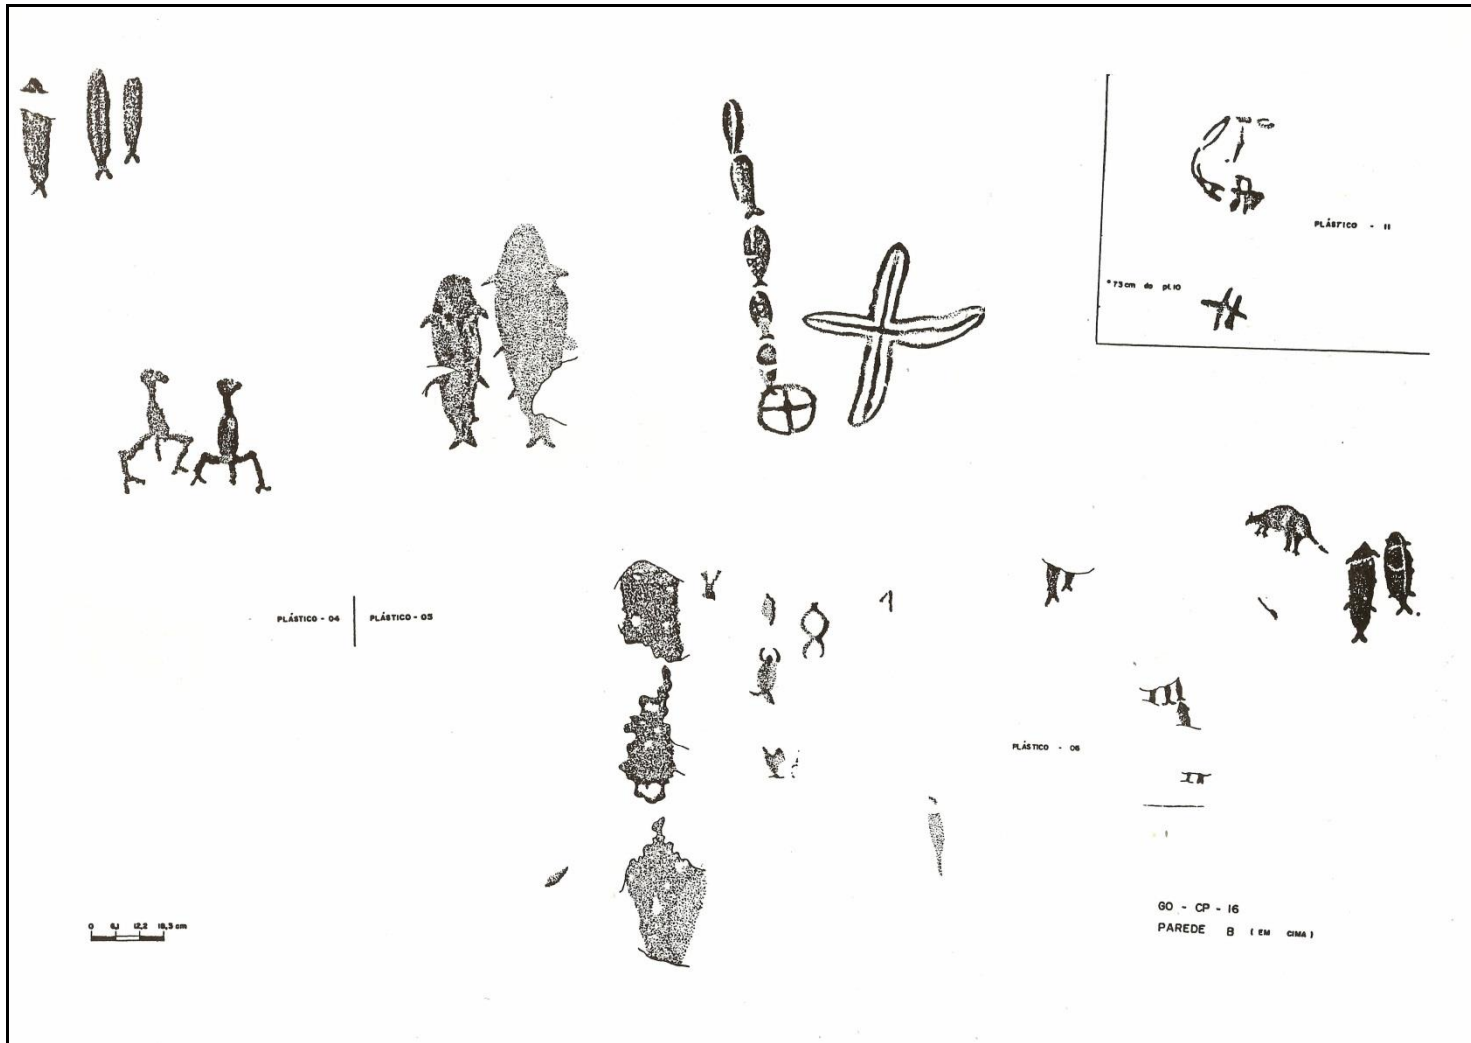 PLÁSTICO - 11
* 73 cm do pt. 10
PLÁSTICO - 04 | PLÁSTICO - 05
PLÁSTICO - 06
GO - CP - 16
PAREDE B ( EM CIMA )
0 6,1 12,2 18,3 cm